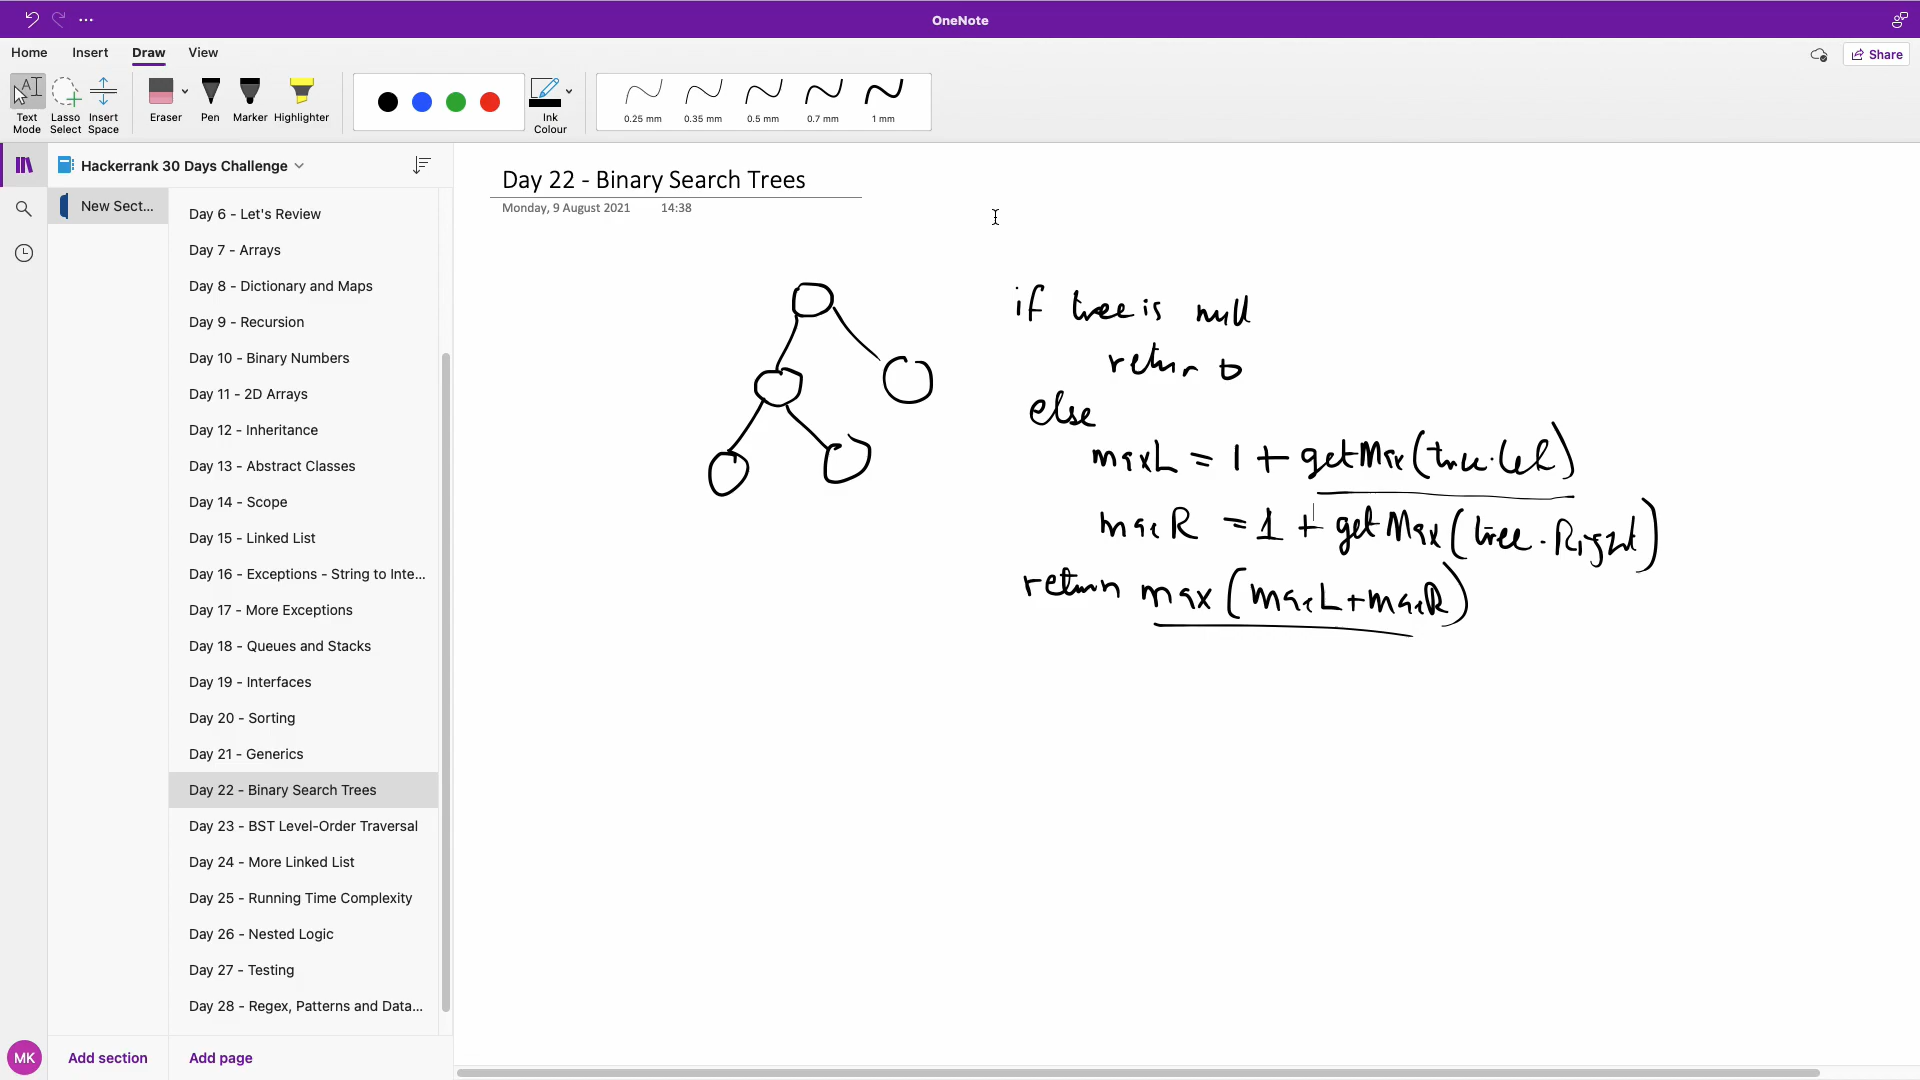 OneNote
Home Insert Draw View
Share
Text Mode
Lasso Select
Insert Space
Eraser
Pen
Marker
Highlighter
Ink Colour
0.25 mm
0.35 mm
0.5 mm
0.7 mm
1 mm
Hackerrank 30 Days Challenge
New Sect...
Day 6 - Let's Review
Day 7 - Arrays
Day 8 - Dictionary and Maps
Day 9 - Recursion
Day 10 - Binary Numbers
Day 11 - 2D Arrays
Day 12 - Inheritance
Day 13 - Abstract Classes
Day 14 - Scope
Day 15 - Linked List
Day 16 - Exceptions - String to Inte...
Day 17 - More Exceptions
Day 18 - Queues and Stacks
Day 19 - Interfaces
Day 20 - Sorting
Day 21 - Generics
Day 22 - Binary Search Trees
Day 23 - BST Level-Order Traversal
Day 24 - More Linked List
Day 25 - Running Time Complexity
Day 26 - Nested Logic
Day 27 - Testing
Day 28 - Regex, Patterns and Data...
MK
Add section
Add page
Day 22 - Binary Search Trees
Monday, 9 August 2021 14:38
if tree is null
return 0
else
maxL = 1 + getMax(tree.left)
maxR = 1 + getMax(tree.Right)
return max(maxL+maxR)